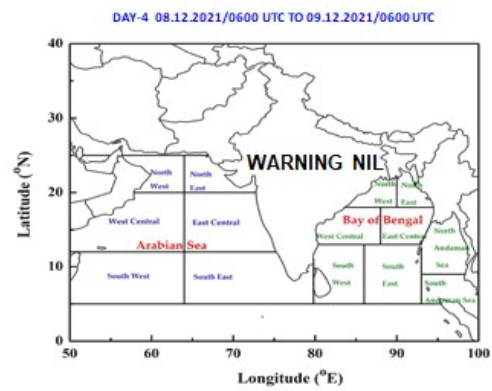 DAY-4 08.12.2021/0600 UTC TO 09.12.2021/0600 UTC
40
30
20
10
0
Latitude (°N)
WARNING NIL
North
West
North
East
West Central
East Central
Arabian Sea
South West
South East
North
West
North
East
Bay of Bengal
West Central
East Central
South
West
South
East
North
Andaman
Sea
South
Andaman Sea
50
60
70
80
90
100
Longitude (°E)